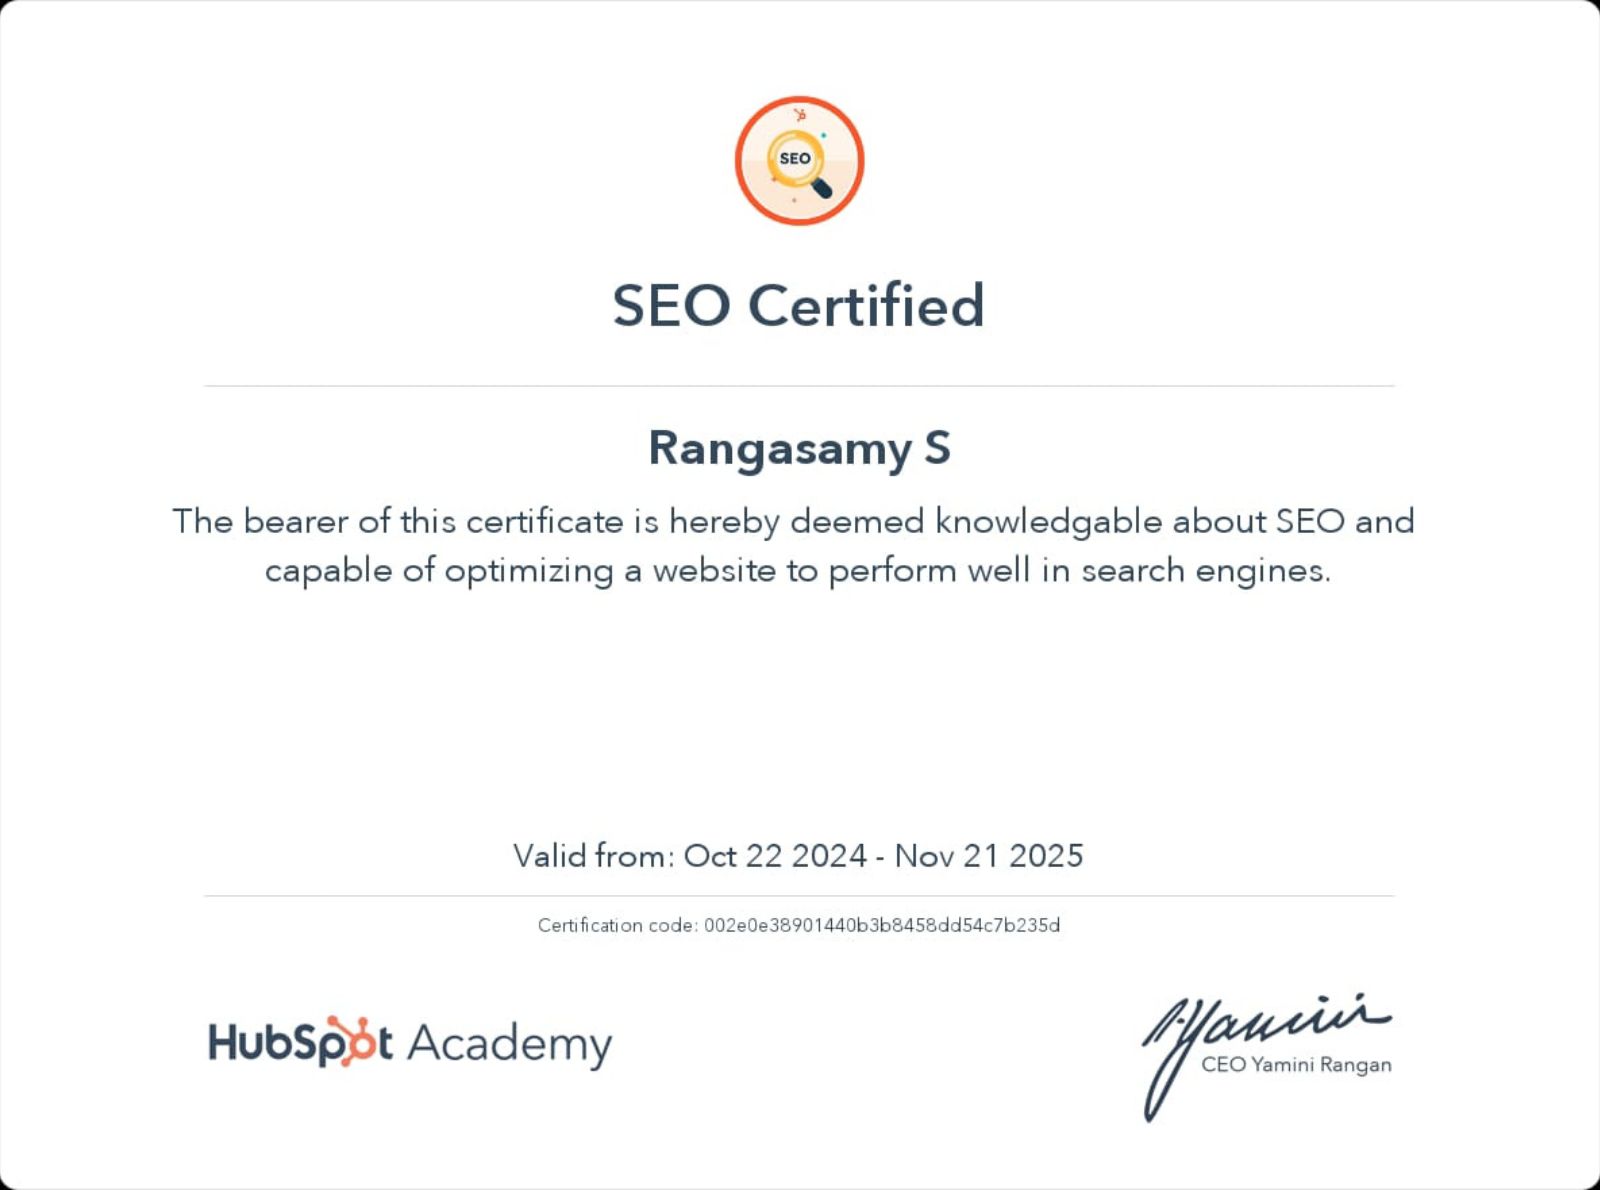 SEO
SEO Certified
Rangasamy S
The bearer of this certificate is hereby deemed knowledgable about SEO and
capable of optimizing a website to perform well in search engines.
Valid from: Oct 22 2024 - Nov 21 2025
Certification code: 002e0e38901440b3b8458dd54c7b235d
HubSpot Academy
Yamini
CEO Yamini Rangan